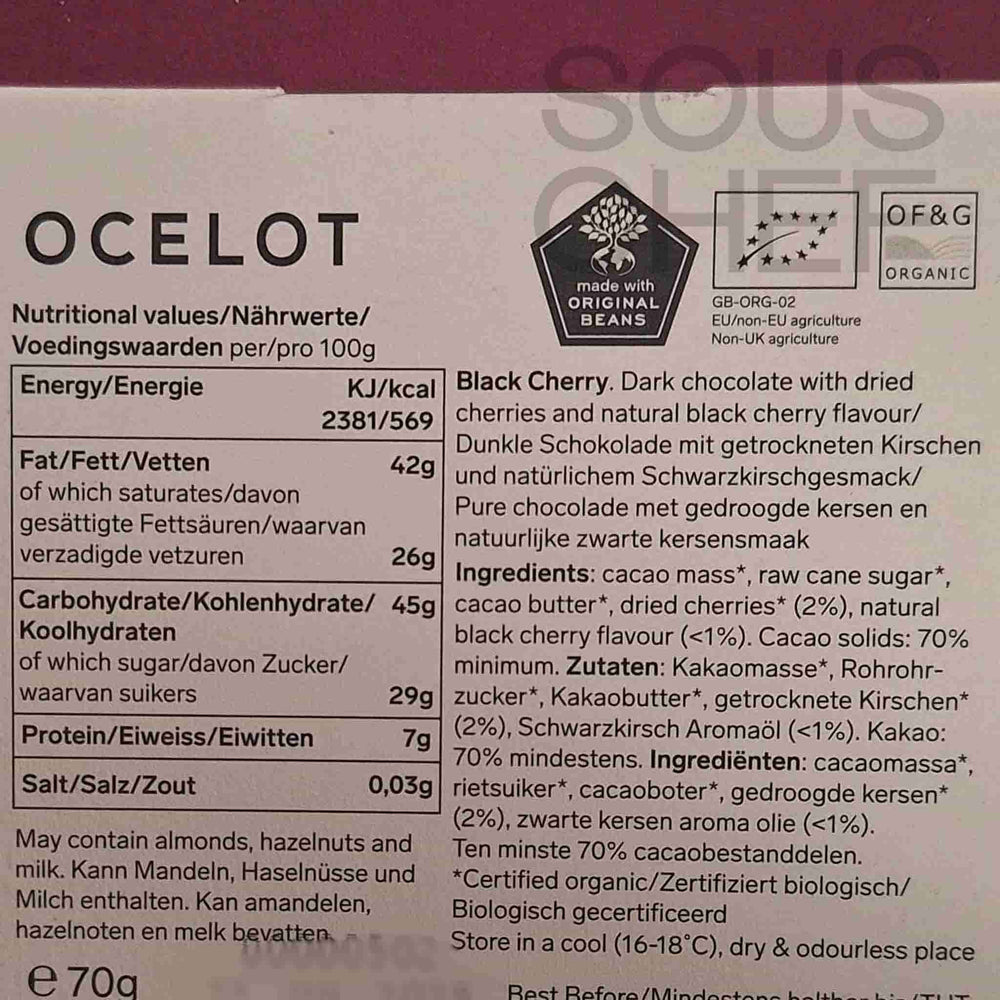 SOUS
CHEF
OCELOT
made with
ORIGINAL
BEANS
GB-ORG-02
EU/non-EU agriculture
Non-UK agriculture
OF&G
ORGANIC
Nutritional values/Nährwerte/
Voedingswaarden per/pro 100g
Energy/Energie KJ/kcal
2381/569
Fat/Fett/Vetten 42g
of which saturates/davon
gesättigte Fettsäuren/waarvan
verzadigde vetzuren 26g
Carbohydrate/Kohlenhydrate/ 45g
Koolhydraten
of which sugar/davon Zucker/
waarvan suikers 29g
Protein/Eiweiss/Eiwitten 7g
Salt/Salz/Zout 0,03g
May contain almonds, hazelnuts and
milk. Kann Mandeln, Haselnüsse und
Milch enthalten. Kan amandelen,
hazelnoten en melk bevatten.
e 70g
Black Cherry. Dark chocolate with dried
cherries and natural black cherry flavour/
Dunkle Schokolade mit getrockneten Kirschen
und natürlichem Schwarzkirschgesmack/
Pure chocolade met gedroogde kersen en
natuurlijke zwarte kersensmaak
Ingredients: cacao mass*, raw cane sugar*,
cacao butter*, dried cherries* (2%), natural
black cherry flavour (<1%). Cacao solids: 70%
minimum. Zutaten: Kakaomasse*, Rohrohr-
zucker*, Kakaobutter*, getrocknete Kirschen*
(2%), Schwarzkirsch Aromaöl (<1%). Kakao:
70% mindestens. Ingrediënten: cacaomassa*,
rietsuiker*, cacaoboter*, gedroogde kersen*
(2%), zwarte kersen aroma olie (<1%).
Ten minste 70% cacaobestanddelen.
*Certified organic/Zertifiziert biologisch/
Biologisch gecertificeerd
Store in a cool (16-18°C), dry & odourless place
Best Before/Mindestens